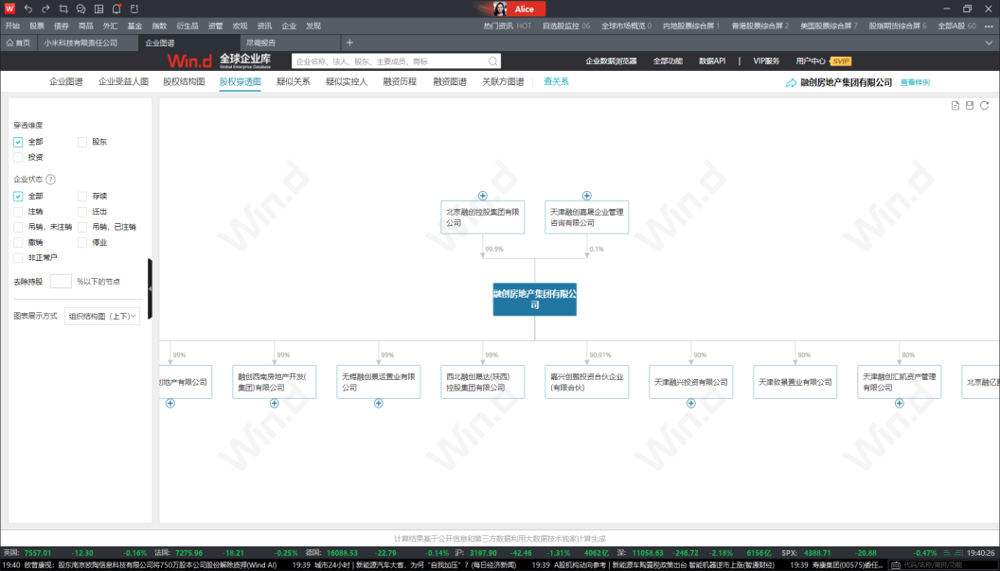 Alice
开始 股票 债券 商品 外汇 基金 指数 衍生品 资管 宏观 资讯 企业 发现
热门资讯 HOT 自选股监控 06 全球市场概览 0 内地股票综合屏 1 香港股票综合屏 2 美国股票综合屏 7 股指期货综合屏 6 全部A股 60 ...
首页 小米科技有限责任公司 企业图谱 尽调报告 +
Win.d 全球企业库 企业名称、法人、股东、主要成员、商标 企业数据浏览器 全部功能 数据API | VIP服务 用户中心 SVIP
Global Enterprise Database
企业图谱 企业受益人图 股权结构图 股权穿透图 疑似关系 疑似实控人 融资历程 融资图谱 关联方图谱 查关系 融创房地产集团有限公司 查看样例
穿透维度
全部 股东
投资
企业状态 ?
全部 存续
注销 迁出
吊销，未注销 吊销，已注销
撤销 停业
非正常户
去除持股 %以下的节点
图表展示方式 组织结构图（上下）
北京融创控股集团有限
公司
天津融创嘉晟企业管理
咨询有限公司
99.9% 0.1%
融创房地产集团有限公
司
99% 99% 99% 99% 90.91% 90% 90% 80%
创地产有限公司
融创西南房地产开发(
集团)有限公司
无锡融创景运置业有限
公司
西北融创晟达(陕西)
控股集团有限公司
嘉兴创盈投资合伙企业
(有限合伙)
天津融兴投资有限公司
天津致景置业有限公司
天津融创汇凯资产管理
有限公司
北京融亿
计算结果基于公开信息和第三方数据利用大数据技术独家计算生成
英国: 7557.01 -12.30 -0.16% 法国: 7275.96 -18.21 -0.25% 德国: 16088.53 -22.79 -0.14% 沪: 3197.90 -42.46 -1.31% 4062亿 深: 11058.63 -246.72 -2.18% 6156亿 SPX: 4388.71 -20.88 -0.47% 19:40:26
19:40 欧普康视：股东南京欧陶信息科技有限公司将750万股本公司股份解除质押(Wind AI) 19:39 城市24小时 | 新能源汽车大省，为何“自我加压”？(每日经济新闻) 19:39 A股机构动向参考 | 新能源车购置税政策出台 智能机器逆市上涨(智通财经) 19:39 寿康集团(00575)委任... 代码/名称/简拼/功能